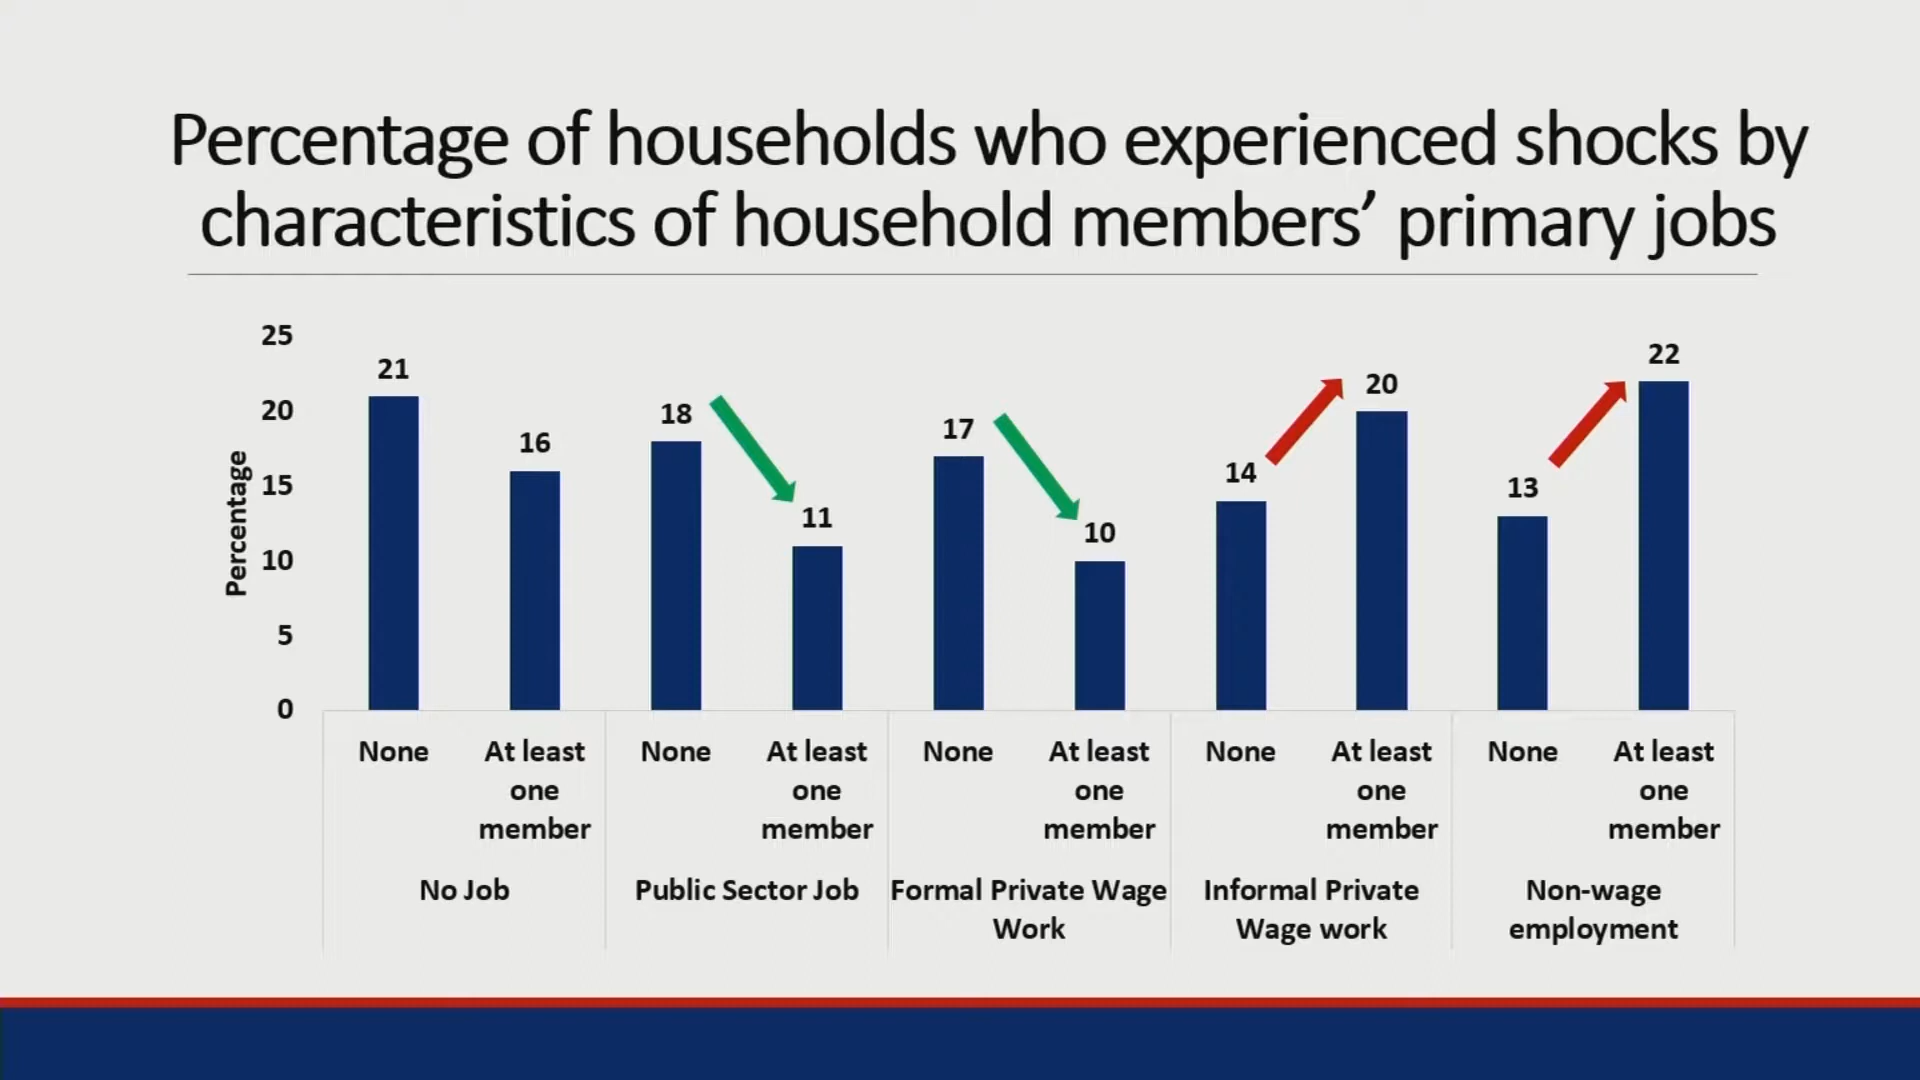 Percentage of households who experienced shocks by
characteristics of household members’ primary jobs
Percentage
25
20
15
10
5
0
21
16
18
11
17
10
14
20
13
22
None
At least
one
member
None
At least
one
member
None
At least
one
member
None
At least
one
member
None
At least
one
member
No Job
Public Sector Job
Formal Private Wage
Work
Informal Private
Wage work
Non-wage
employment